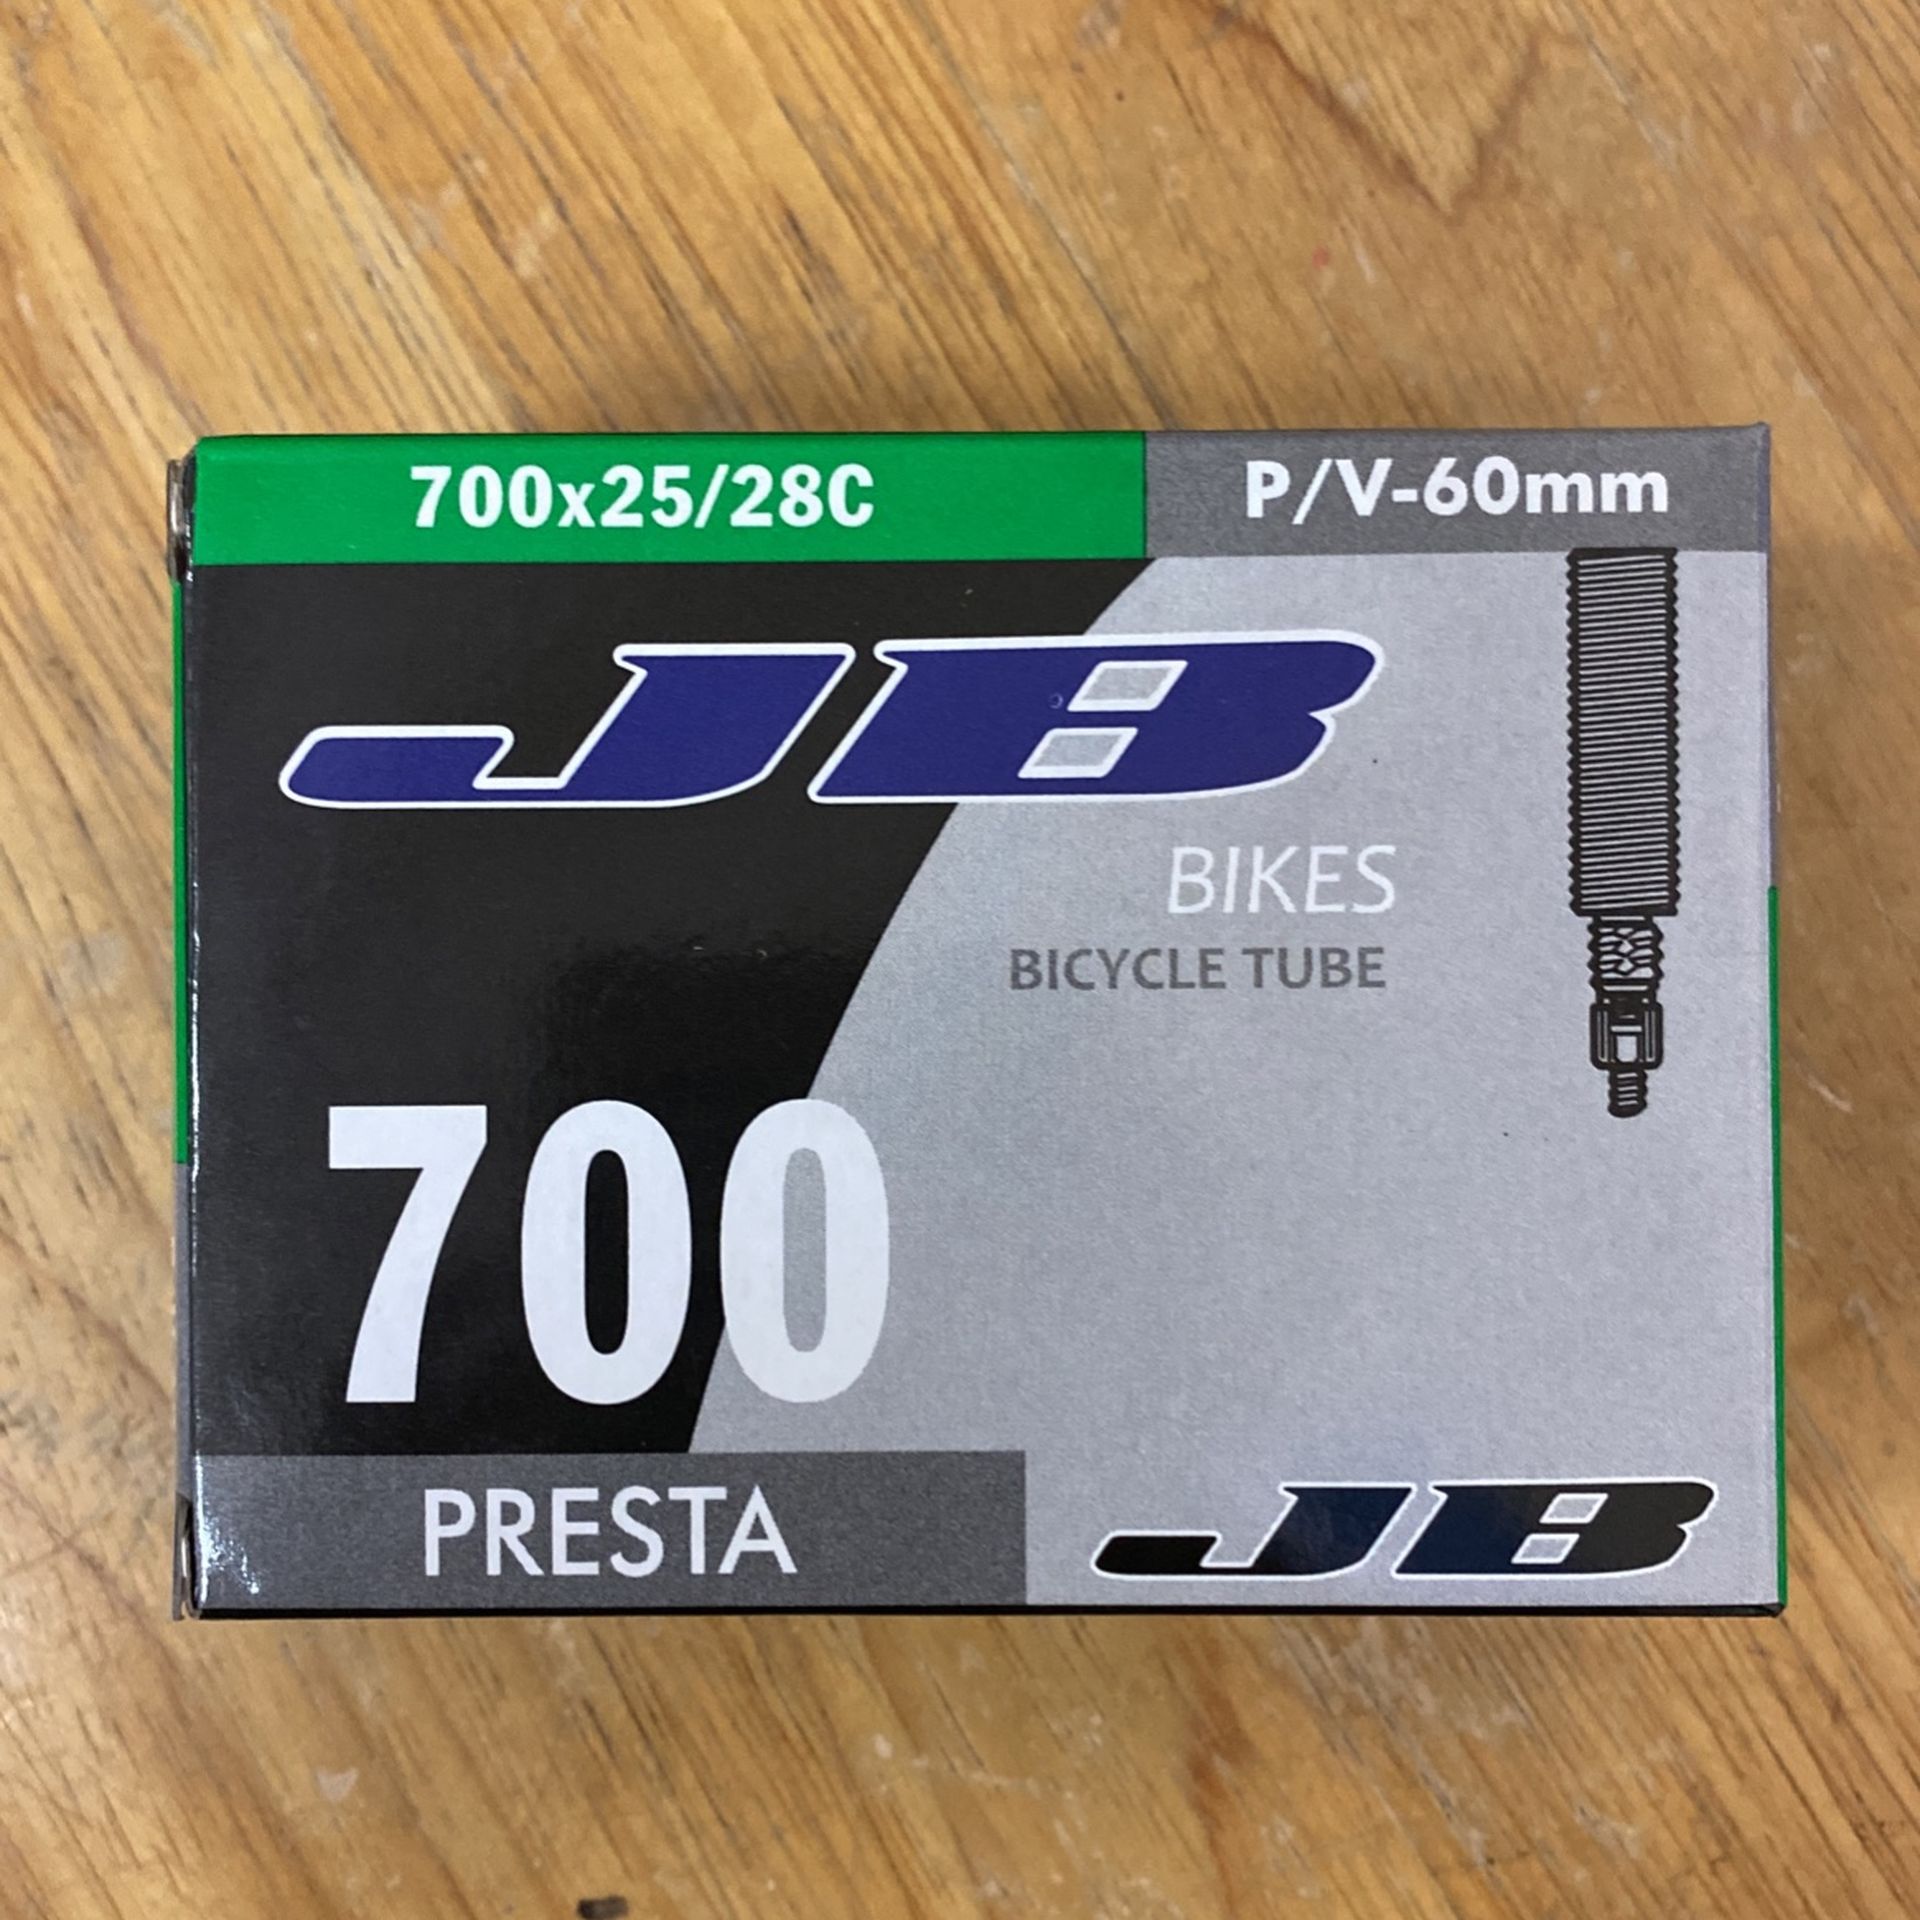 700x25/28C P/V-60mm
JB
BIKES
BICYCLE TUBE
700
PRESTA
JB